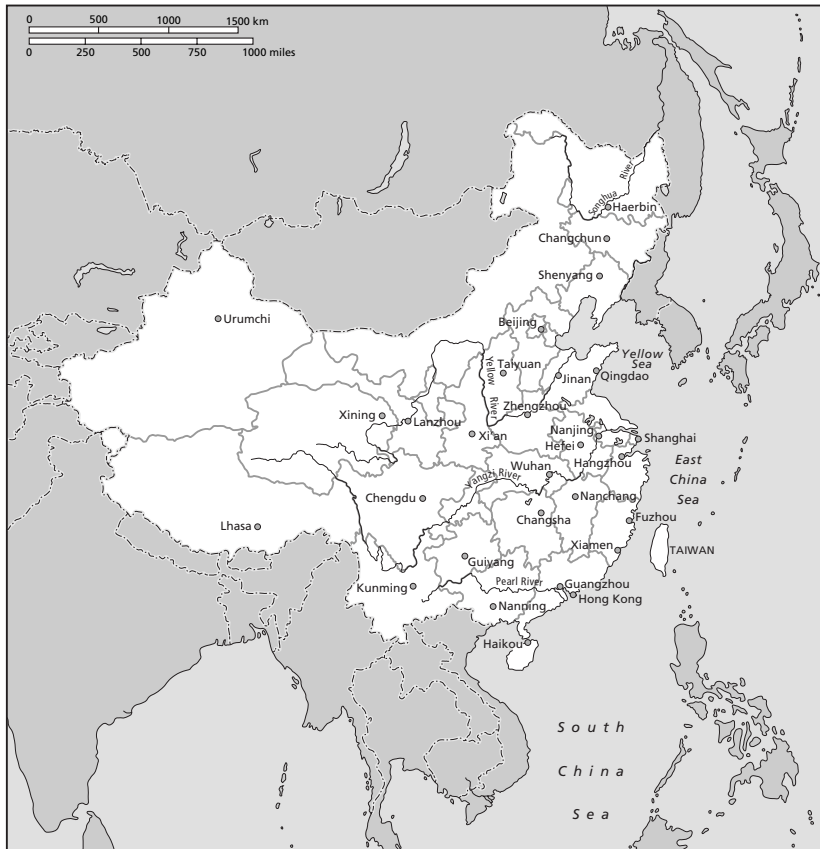 0 500 1000 1500 km
0 250 500 750 1000 miles
Songhua River
Haerbin
Changchun
Shenyang
Urumchi
Beijing
Yellow
Sea
Taiyuan
Yellow River
Jinan
Qingdao
Zhengzhou
Xining
Lanzhou
Xi'an
Nanjing
Shanghai
Hefei
Hangzhou
East
China
Sea
Wuhan
Yangzi River
Chengdu
Nanchang
Changsha
Lhasa
Fuzhou
Xiamen
TAIWAN
Guiyang
Kunming
Pearl River
Guangzhou
Hong Kong
Nanning
Haikou
South
China
Sea